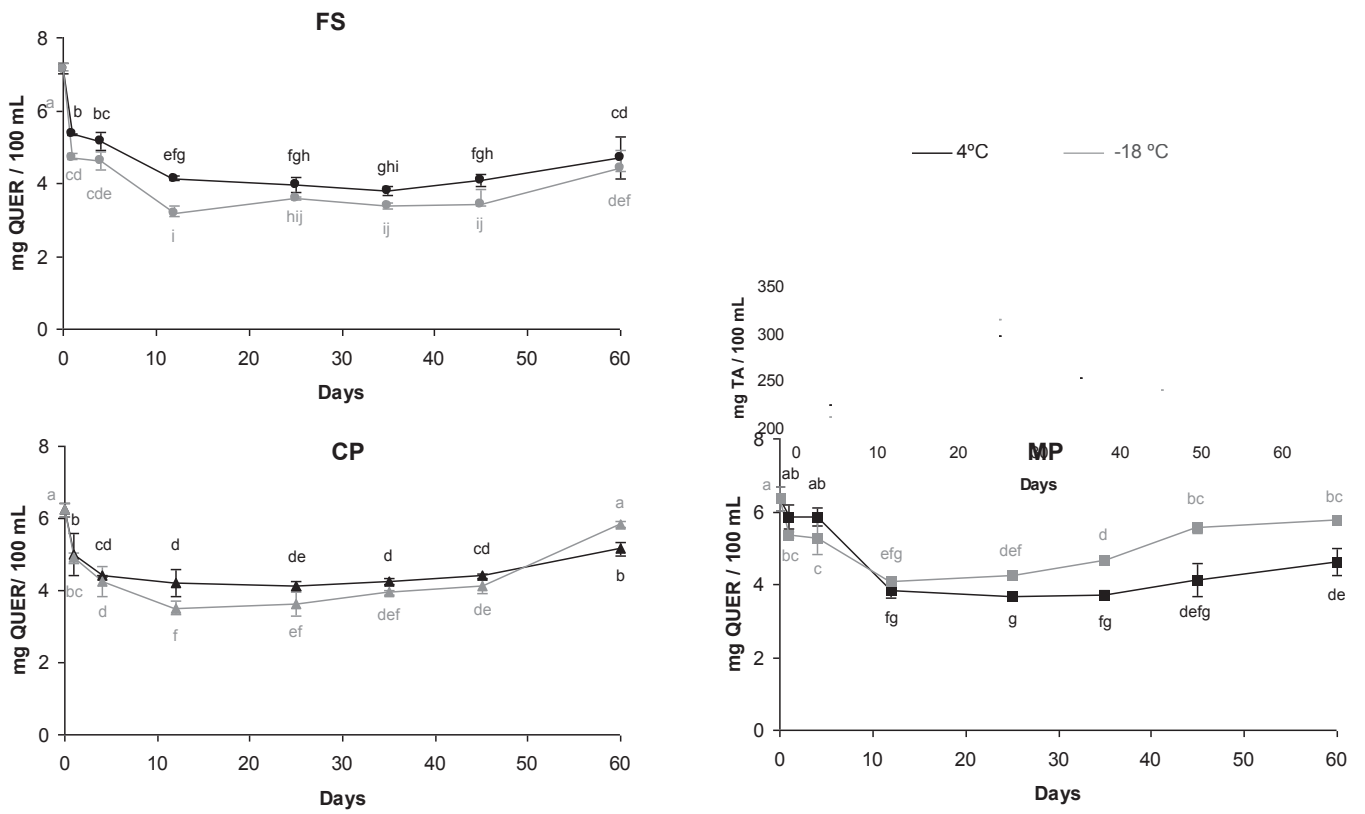 FS
mg QUER / 100 mL
8
6
4
2
0
a
b
bc
efg
fgh
ghi
fgh
cd
cd
cde
i
hij
ij
ij
def
0 10 20 30 40 50 60
Days
4ºC
-18 ºC
mg TA / 100 mL
350
300
250
200
0 10 20 30 40 50 60
Days
CP
mg QUER/ 100 mL
8
6
4
2
0
a
b
cd
d
de
d
cd
a
bc
d
f
ef
def
de
b
0 10 20 30 40 50 60
Days
MP
mg QUER / 100 mL
8
6
4
2
0
a
ab
ab
efg
def
d
bc
bc
bc
c
fg
g
fg
defg
de
0 10 20 30 40 50 60
Days